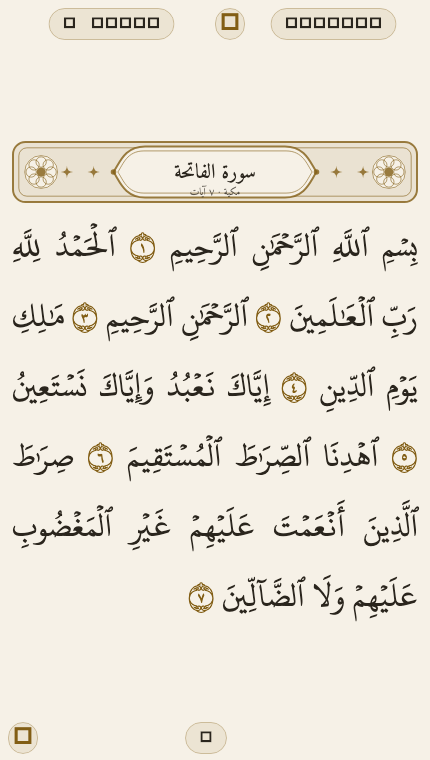 سورة الفاتحة
مكية · ٧ آيات
بِسۡمِ ٱللَّهِ ٱلرَّحۡمَٰنِ ٱلرَّحِيمِ ١ ٱلۡحَمۡدُ لِلَّهِ
رَبِّ ٱلۡعَٰلَمِينَ ٢ ٱلرَّحۡمَٰنِ ٱلرَّحِيمِ ٣ مَٰلِكِ
يَوۡمِ ٱلدِّينِ ٤ إِيَّاكَ نَعۡبُدُ وَإِيَّاكَ نَسۡتَعِينُ
٥ ٱهۡدِنَا ٱلصِّرَٰطَ ٱلۡمُسۡتَقِيمَ ٦ صِرَٰطَ
ٱلَّذِينَ أَنۡعَمۡتَ عَلَيۡهِمۡ غَيۡرِ ٱلۡمَغۡضُوبِ
عَلَيۡهِمۡ وَلَا ٱلضَّآلِّينَ ٧